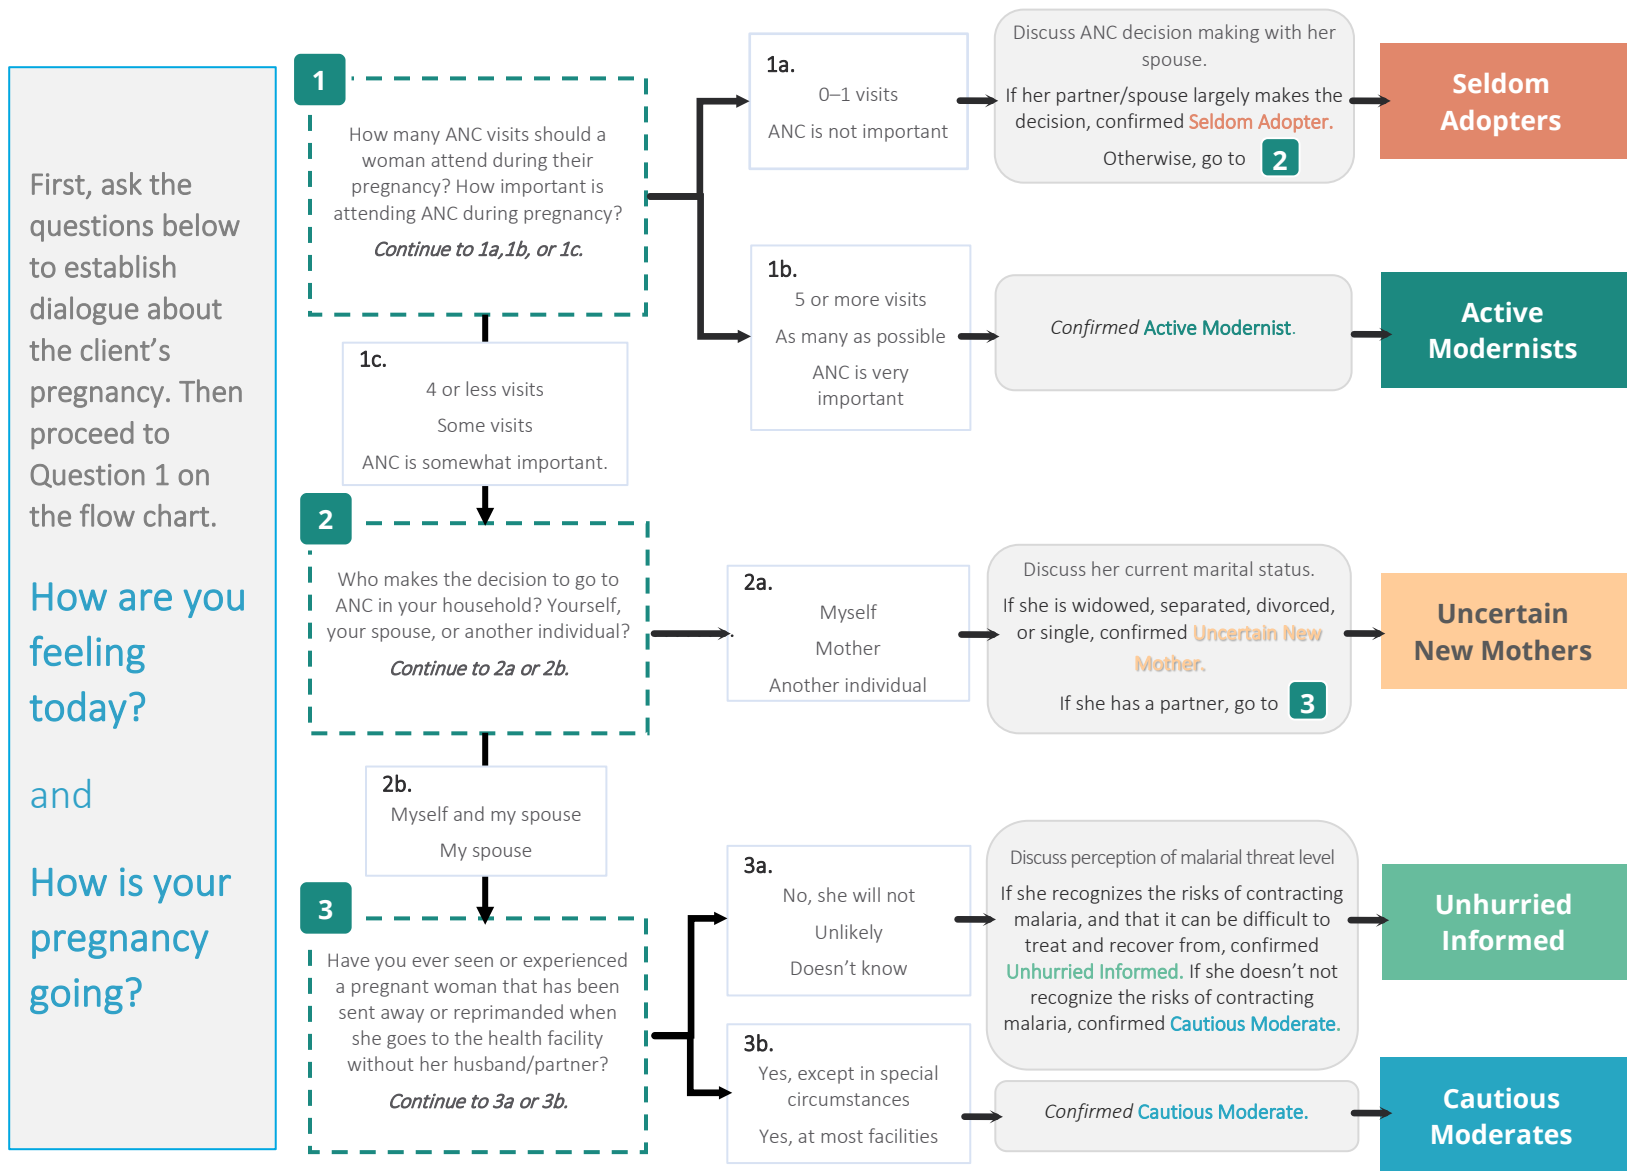 First, ask the
questions below
to establish
dialogue about
the client’s
pregnancy. Then
proceed to
Question 1 on
the flow chart.
How are you
feeling
today?
and
How is your
pregnancy
going?
1
How many ANC visits should a
woman attend during their
pregnancy? How important is
attending ANC during pregnancy?
Continue to 1a,1b, or 1c.
1a.
0–1 visits
ANC is not important
Discuss ANC decision making with her
spouse.
If her partner/spouse largely makes the
decision, confirmed Seldom Adopter.
Otherwise, go to 2
Seldom
Adopters
1b.
5 or more visits
As many as possible
ANC is very
important
Confirmed Active Modernist.
Active
Modernists
1c.
4 or less visits
Some visits
ANC is somewhat important.
2
Who makes the decision to go to
ANC in your household? Yourself,
your spouse, or another individual?
Continue to 2a or 2b.
2a.
Myself
Mother
Another individual
Discuss her current marital status.
If she is widowed, separated, divorced,
or single, confirmed Uncertain New
Mother.
If she has a partner, go to 3
Uncertain
New Mothers
2b.
Myself and my spouse
My spouse
3
Have you ever seen or experienced
a pregnant woman that has been
sent away or reprimanded when
she goes to the health facility
without her husband/partner?
Continue to 3a or 3b.
3a.
No, she will not
Unlikely
Doesn’t know
Discuss perception of malarial threat level
If she recognizes the risks of contracting
malaria, and that it can be difficult to
treat and recover from, confirmed
Unhurried Informed. If she doesn’t not
recognize the risks of contracting
malaria, confirmed Cautious Moderate.
Unhurried
Informed
3b.
Yes, except in special
circumstances
Yes, at most facilities
Confirmed Cautious Moderate.
Cautious
Moderates